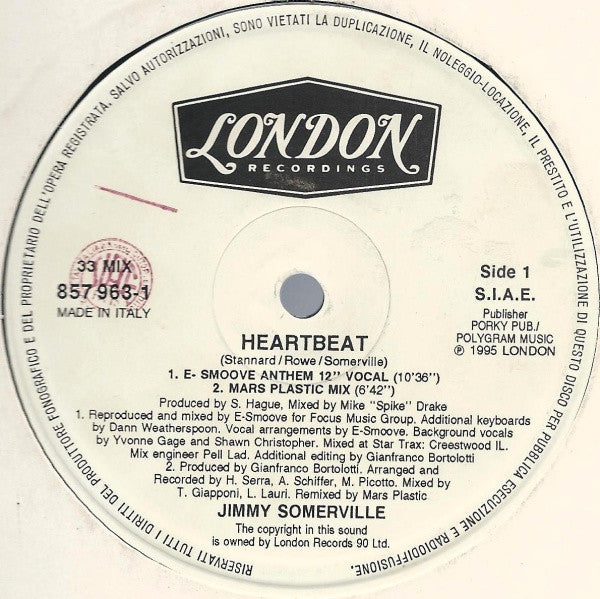 RISERVATI TUTTI I DIRITTI DEL PRODUTTORE FONOGRAFICO E DEL PROPRIETARIO DELL'OPERA REGISTRATA. SALVO AUTORIZZAZIONI, SONO VIETATI LA DUPLICAZIONE, IL NOLEGGIO-LOCAZIONE, IL PRESTITO E L'UTILIZZAZIONE DI QUESTO DISCO PER PUBBLICA ESECUZIONE E RADIODIFFUSIONE.
LONDON
RECORDINGS
33 MIX
857 963-1
MADE IN ITALY
Side 1
S.I.A.E.
Publisher
PORKY PUB./
POLYGRAM MUSIC
℗ 1995 LONDON
HEARTBEAT
(Stannard/Rowe/Somerville)
1. E- SMOOVE ANTHEM 12'' VOCAL (10'36'')
2. MARS PLASTIC MIX (6'42'')
Produced by S. Hague, Mixed by Mike "Spike" Drake
1. Reproduced and mixed by E-Smoove for Focus Music Group. Additional keyboards
by Dann Weatherspoon. Vocal arrangements by E-Smoove. Background vocals
by Yvonne Gage and Shawn Christopher. Mixed at Star Trax: Creestwood IL.
Mix engineer Pell Lad. Additional editing by Gianfranco Bortolotti
2. Produced by Gianfranco Bortolotti. Arranged and
Recorded by H. Serra, A. Schiffer, M. Picotto. Mixed by
T. Giapponi, L. Lauri. Remixed by Mars Plastic
JIMMY SOMERVILLE
The copyright in this sound
is owned by London Records 90 Ltd.